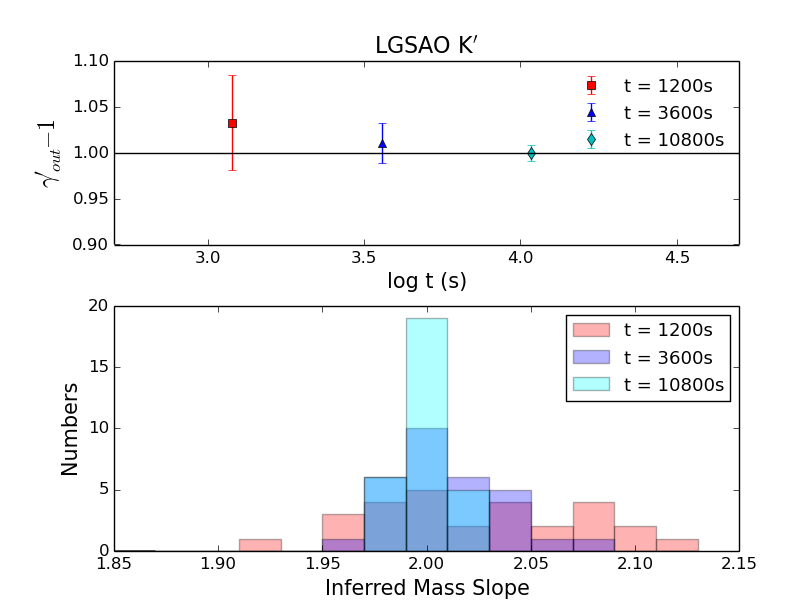 LGSAO K′
1.10
1.05
1.00
0.95
0.90
γ′out−1
t = 1200s
t = 3600s
t = 10800s
3.0 3.5 4.0 4.5
log t (s)
20
15
10
5
0
Numbers
t = 1200s
t = 3600s
t = 10800s
1.85 1.90 1.95 2.00 2.05 2.10 2.15
Inferred Mass Slope